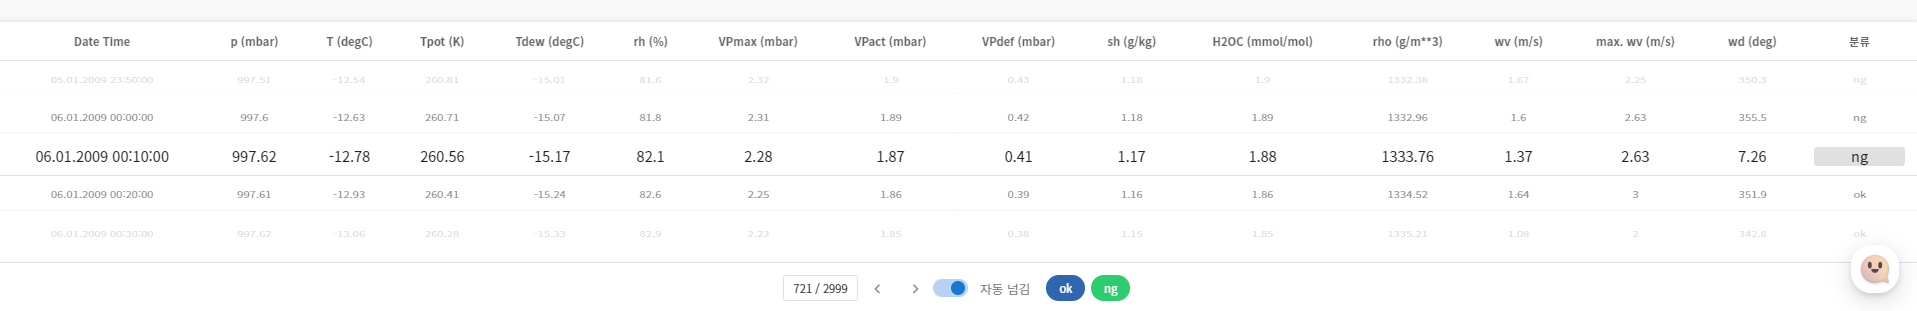 Date Time p (mbar) T (degC) Tpot (K) Tdew (degC) rh (%) VPmax (mbar) VPact (mbar) VPdef (mbar) sh (g/kg) H2OC (mmol/mol) rho (g/m**3) wv (m/s) max. wv (m/s) wd (deg) 분류
05.01.2009 23:50:00 997.51 -12.54 260.81 -15.01 81.6 2.32 1.9 0.43 1.18 1.9 1332.38 1.67 2.25 350.3 ng
06.01.2009 00:00:00 997.6 -12.63 260.71 -15.07 81.8 2.31 1.89 0.42 1.18 1.89 1332.96 1.6 2.63 355.5 ng
06.01.2009 00:10:00 997.62 -12.78 260.56 -15.17 82.1 2.28 1.87 0.41 1.17 1.88 1333.76 1.37 2.63 7.26 ng
06.01.2009 00:20:00 997.61 -12.93 260.41 -15.24 82.6 2.25 1.86 0.39 1.16 1.86 1334.52 1.64 3 351.9 ok
06.01.2009 00:30:00 997.62 -13.06 260.28 -15.33 82.9 2.23 1.85 0.38 1.15 1.85 1335.21 1.08 2 342.8 ok
721 / 2999 자동 넘김 ok ng